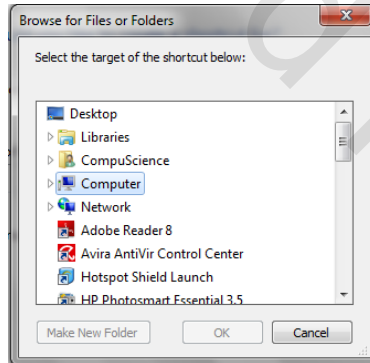 Browse for Files or Folders
Select the target of the shortcut below:
Desktop
Libraries
CompuScience
Computer
Network
Adobe Reader 8
Avira AntiVir Control Center
Hotspot Shield Launch
HP Photosmart Essential 3.5
Make New Folder OK Cancel